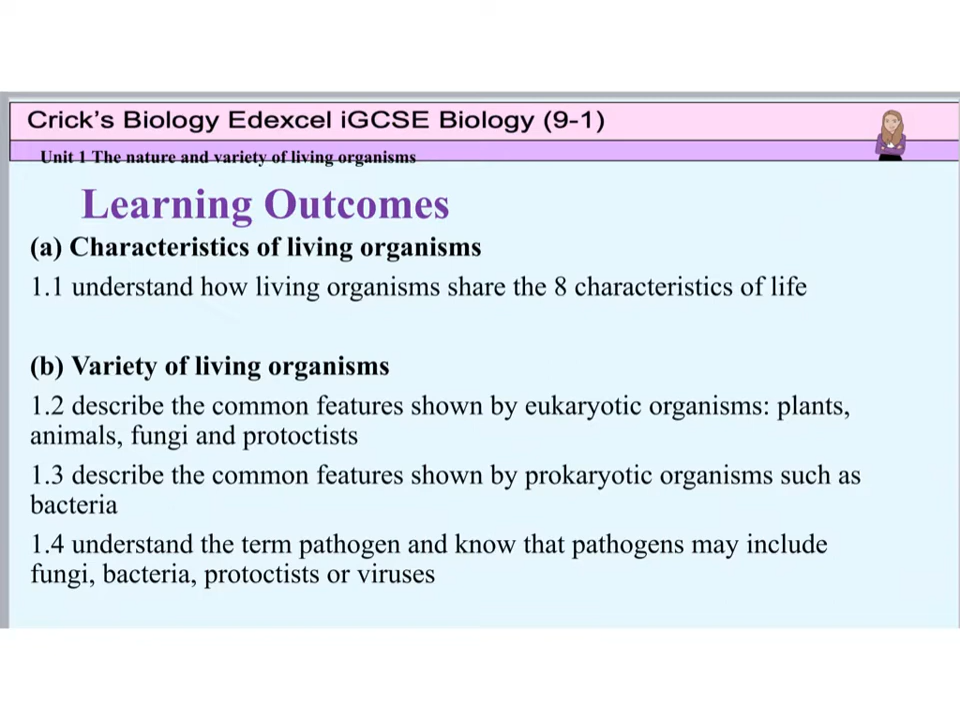 Crick's Biology Edexcel iGCSE Biology (9-1)
Unit 1 The nature and variety of living organisms
Learning Outcomes
(a) Characteristics of living organisms
1.1 understand how living organisms share the 8 characteristics of life
(b) Variety of living organisms
1.2 describe the common features shown by eukaryotic organisms: plants,
animals, fungi and protoctists
1.3 describe the common features shown by prokaryotic organisms such as
bacteria
1.4 understand the term pathogen and know that pathogens may include
fungi, bacteria, protoctists or viruses